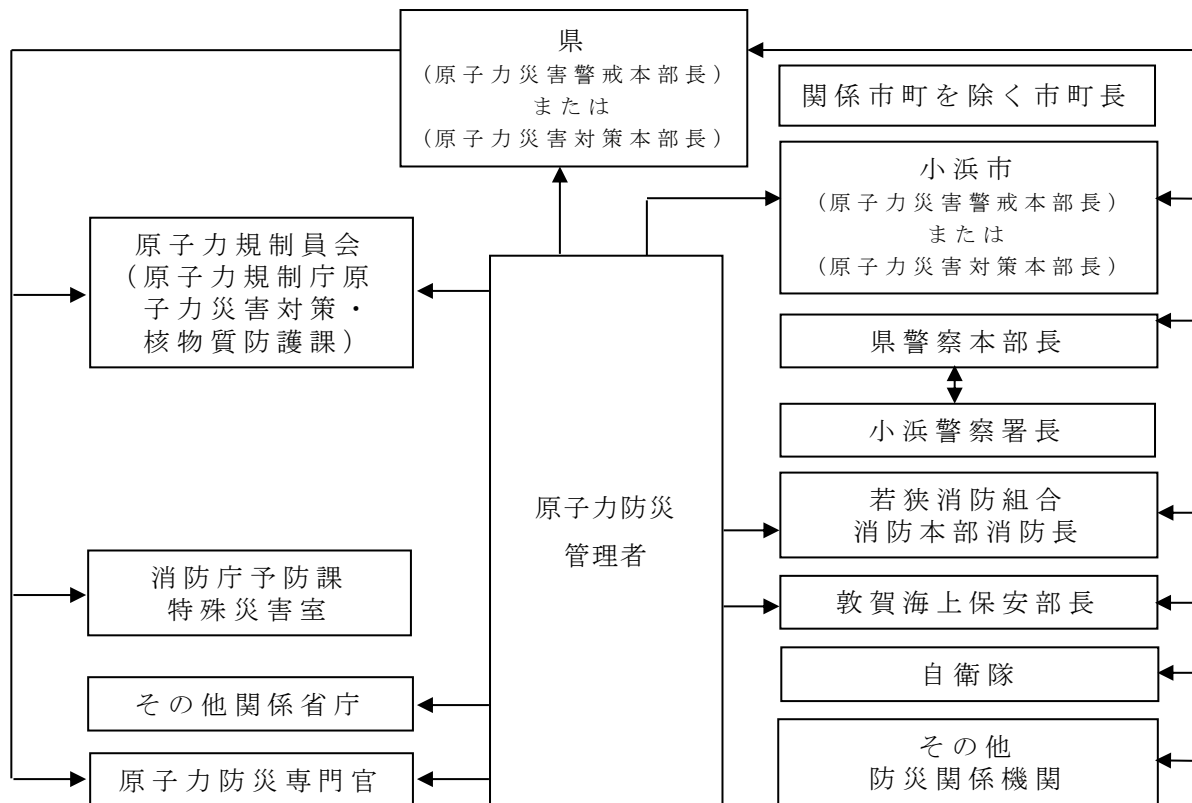 県
(原子力災害警戒本部長)
または
(原子力災害対策本部長)
関係市町を除く市町長
小浜市
(原子力災害警戒本部長)
または
(原子力災害対策本部長)
原子力規制員会
(原子力規制庁原
子力災害対策・
核物質防護課)
県警察本部長
小浜警察署長
原子力防災
管理者
若狭消防組合
消防本部消防長
消防庁予防課
特殊災害室
敦賀海上保安部長
自衛隊
その他関係省庁
その他
防災関係機関
原子力防災専門官